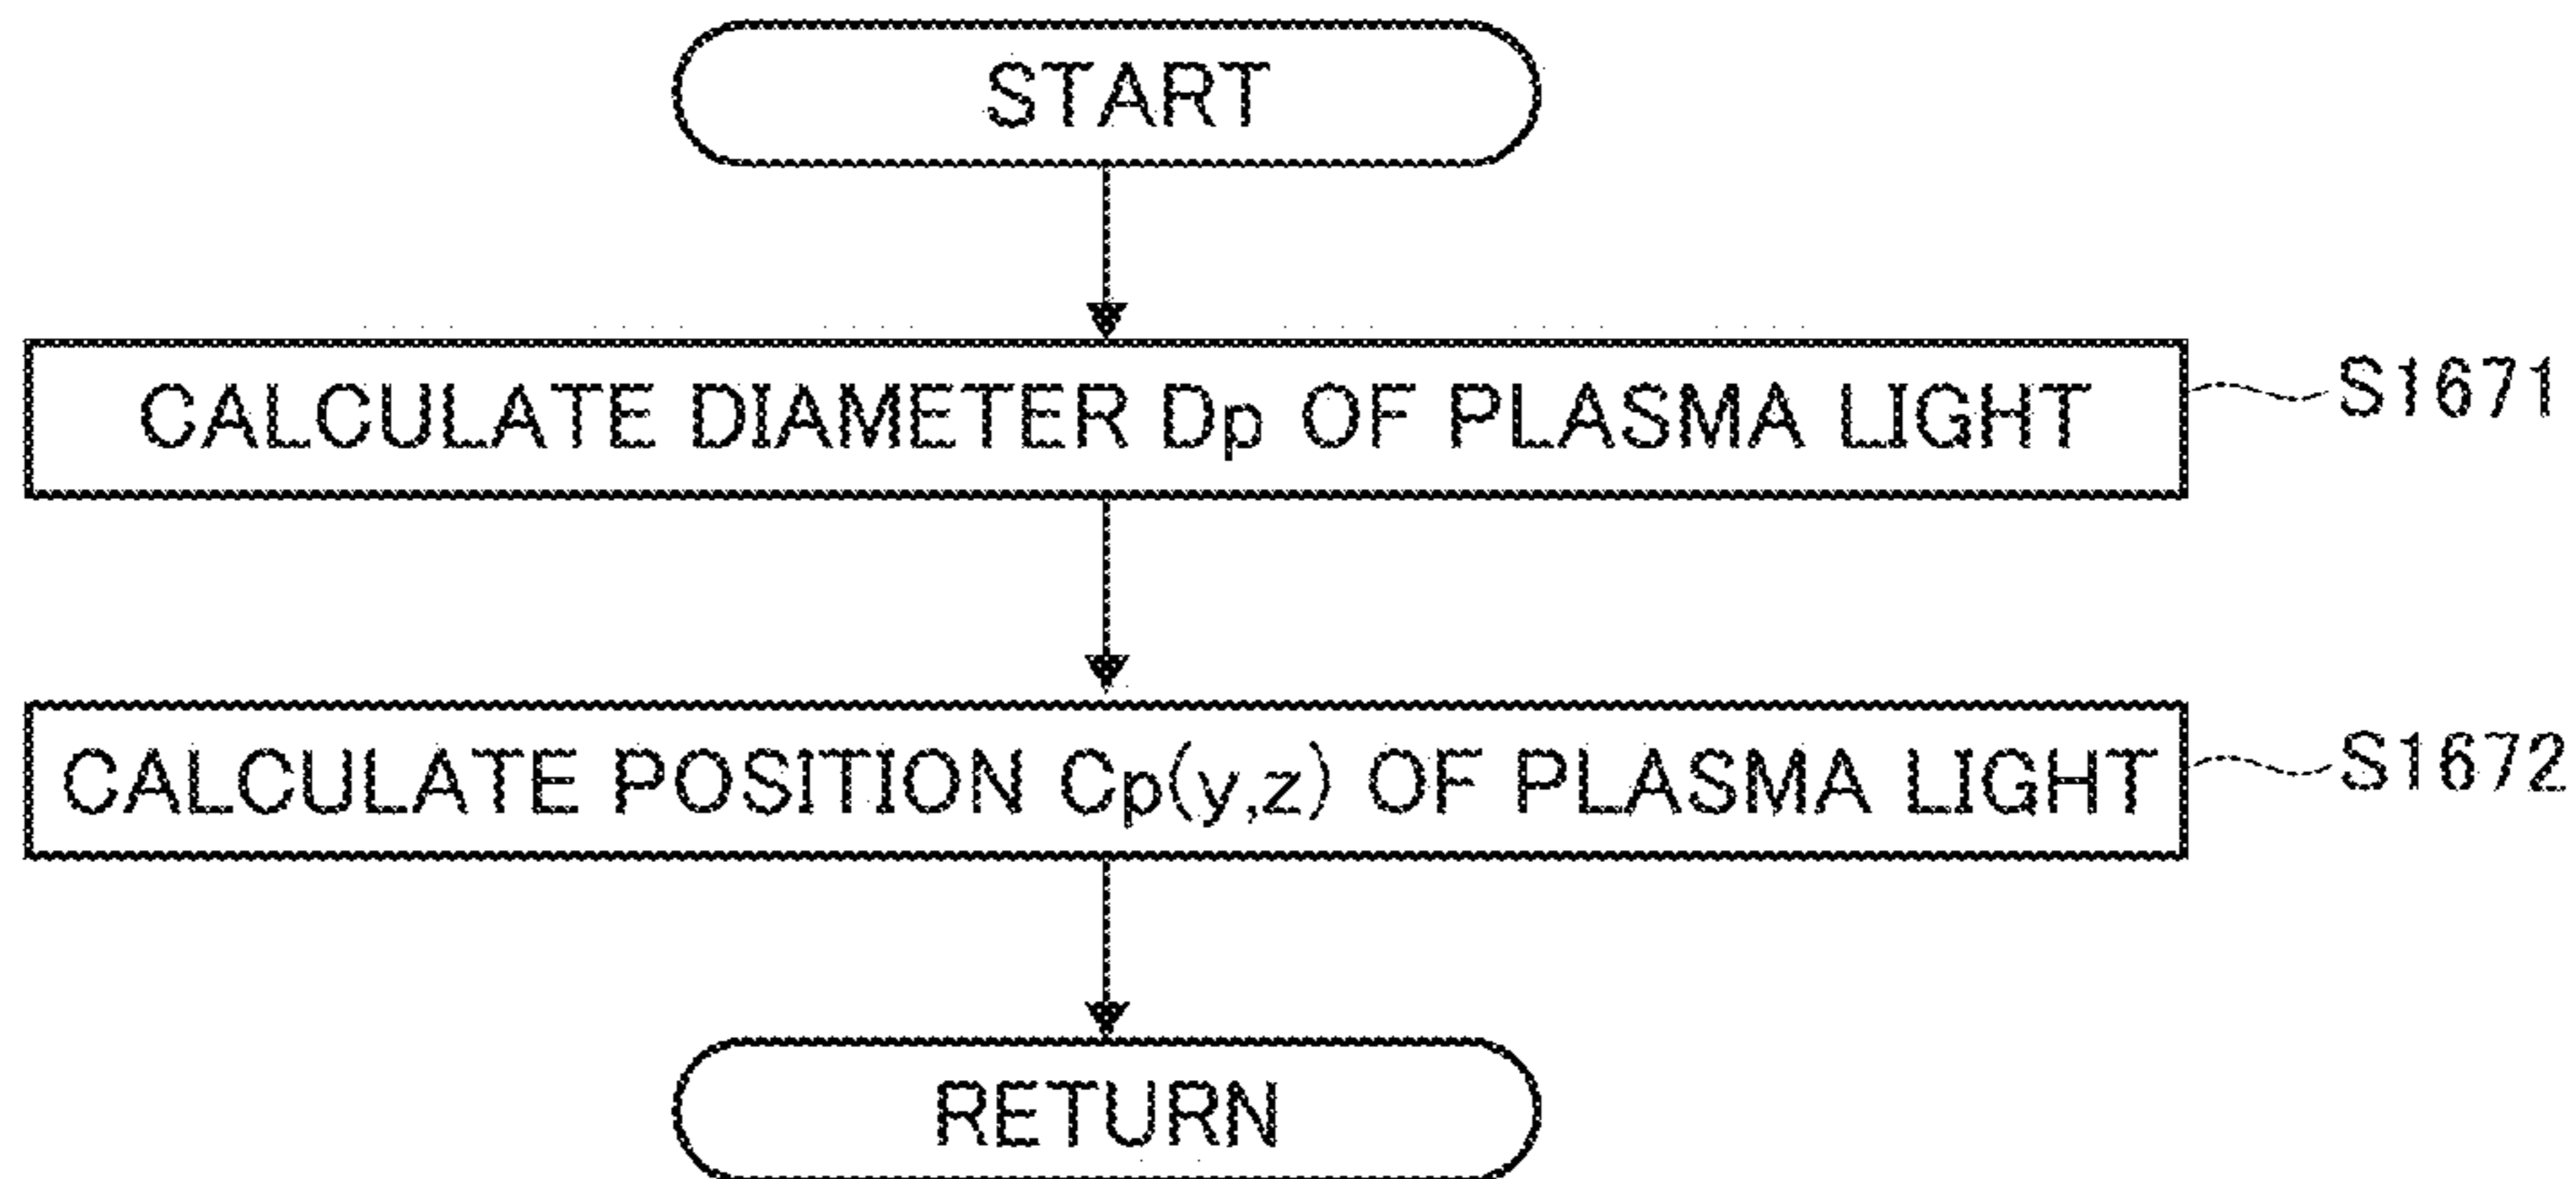 START
CALCULATE DIAMETER Dp OF PLASMA LIGHT
S1671
CALCULATE POSITION Cp(y,z) OF PLASMA LIGHT
S1672
RETURN